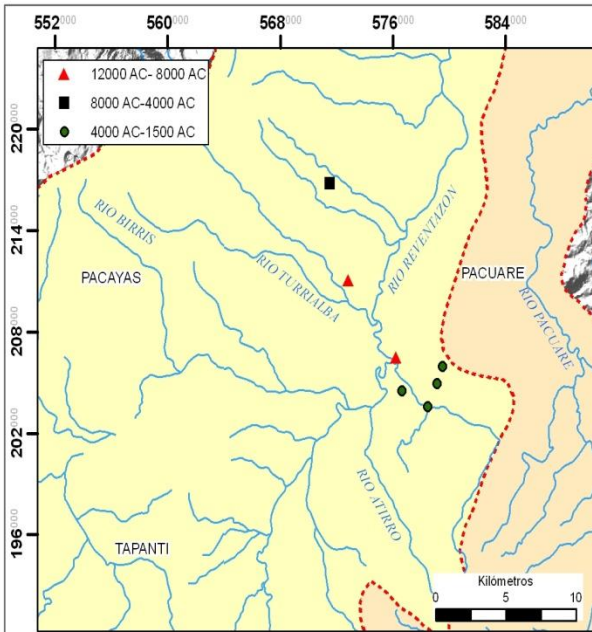 552000 560000 568000 576000 584000
12000 AC- 8000 AC
8000 AC-4000 AC
4000 AC-1500 AC
220000
214000
208000
202000
196000
RIO BIRRIS
RIO TURRIALBA
RIO REVENTAZON
PACAYAS
PACUARE
RIO PACUARE
RIO ATIRRO
TAPANTI
Kilómetros
0 5 10